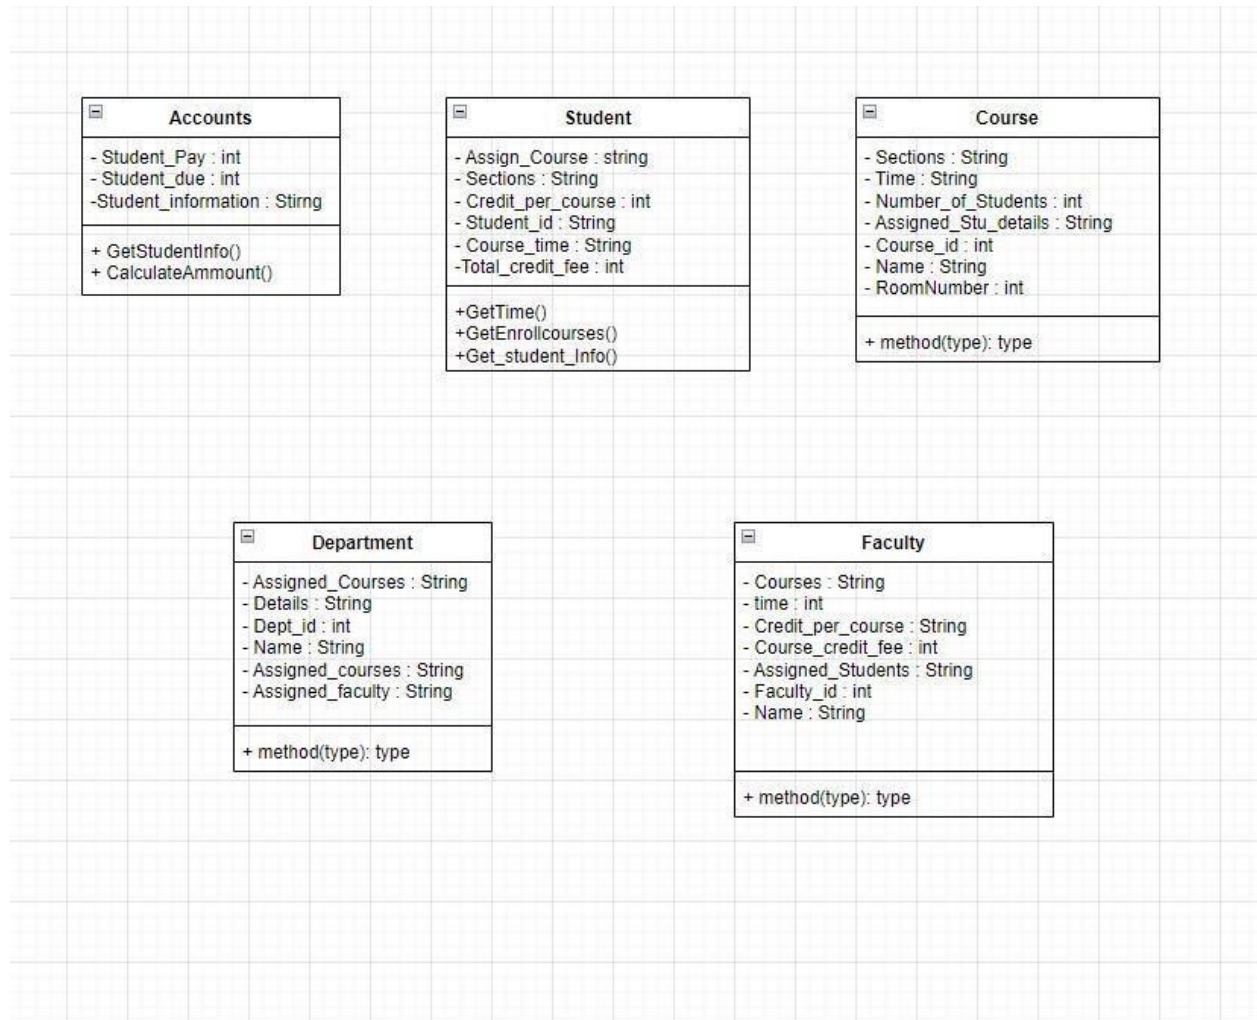 Accounts
- Student_Pay : int
- Student_due : int
-Student_information : Stirng
+ GetStudentInfo()
+ CalculateAmmount()
Student
- Assign_Course : string
- Sections : String
- Credit_per_course : int
- Student_id : String
- Course_time : String
-Total_credit_fee : int
+GetTime()
+GetEnrollcourses()
+Get_student_Info()
Course
- Sections : String
- Time : String
- Number_of_Students : int
- Assigned_Stu_details : String
- Course_id : int
- Name : String
- RoomNumber : int
+ method(type): type
Department
- Assigned_Courses : String
- Details : String
- Dept_id : int
- Name : String
- Assigned_courses : String
- Assigned_faculty : String
+ method(type): type
Faculty
- Courses : String
- time : int
- Credit_per_course : String
- Course_credit_fee : int
- Assigned_Students : String
- Faculty_id : int
- Name : String
+ method(type): type